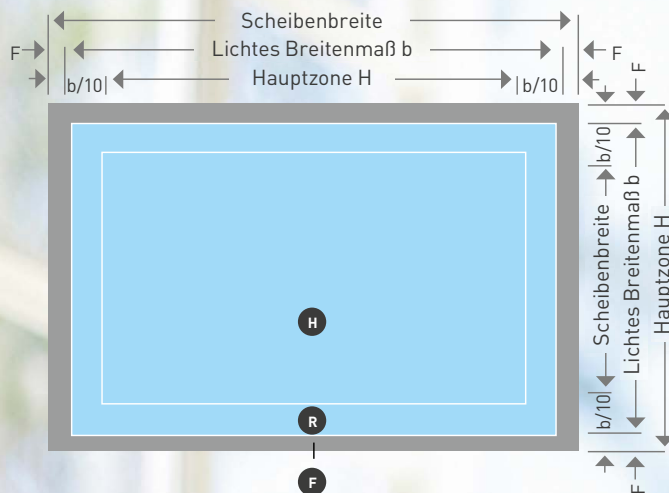 Scheibenbreite
F Lichtes Breitenmaß b F
b/10 Hauptzone H b/10
F
b/10
Scheibenbreite
b/10
Lichtes Breitenmaß b
Hauptzone H
F
H
R
F